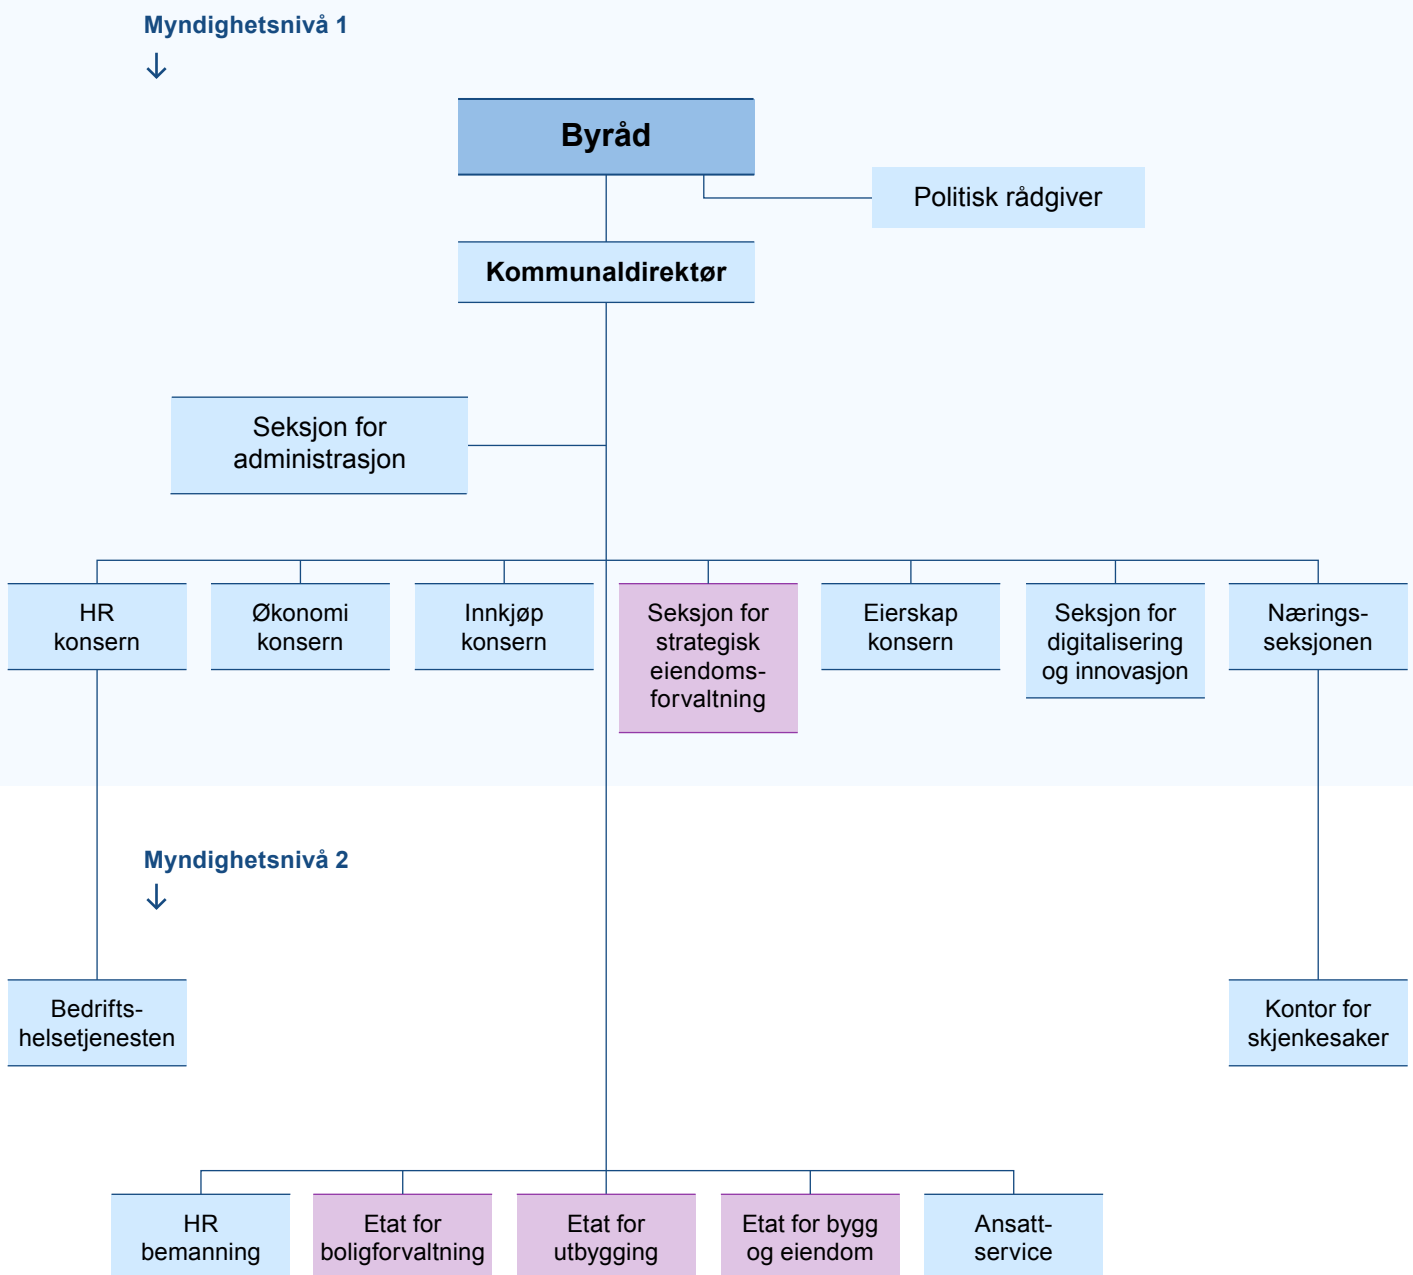 Myndighetsnivå 1
Byråd
Politisk rådgiver
Kommunaldirektør
Seksjon for
administrasjon
HR
konsern
Økonomi
konsern
Innkjøp
konsern
Seksjon for
strategisk
eiendoms-
forvaltning
Eierskap
konsern
Seksjon for
digitalisering
og innovasjon
Nærings-
seksjonen
Myndighetsnivå 2
Bedrifts-
helsetjenesten
Kontor for
skjenkesaker
HR
bemanning
Etat for
boligforvaltning
Etat for
utbygging
Etat for bygg
og eiendom
Ansatt-
service